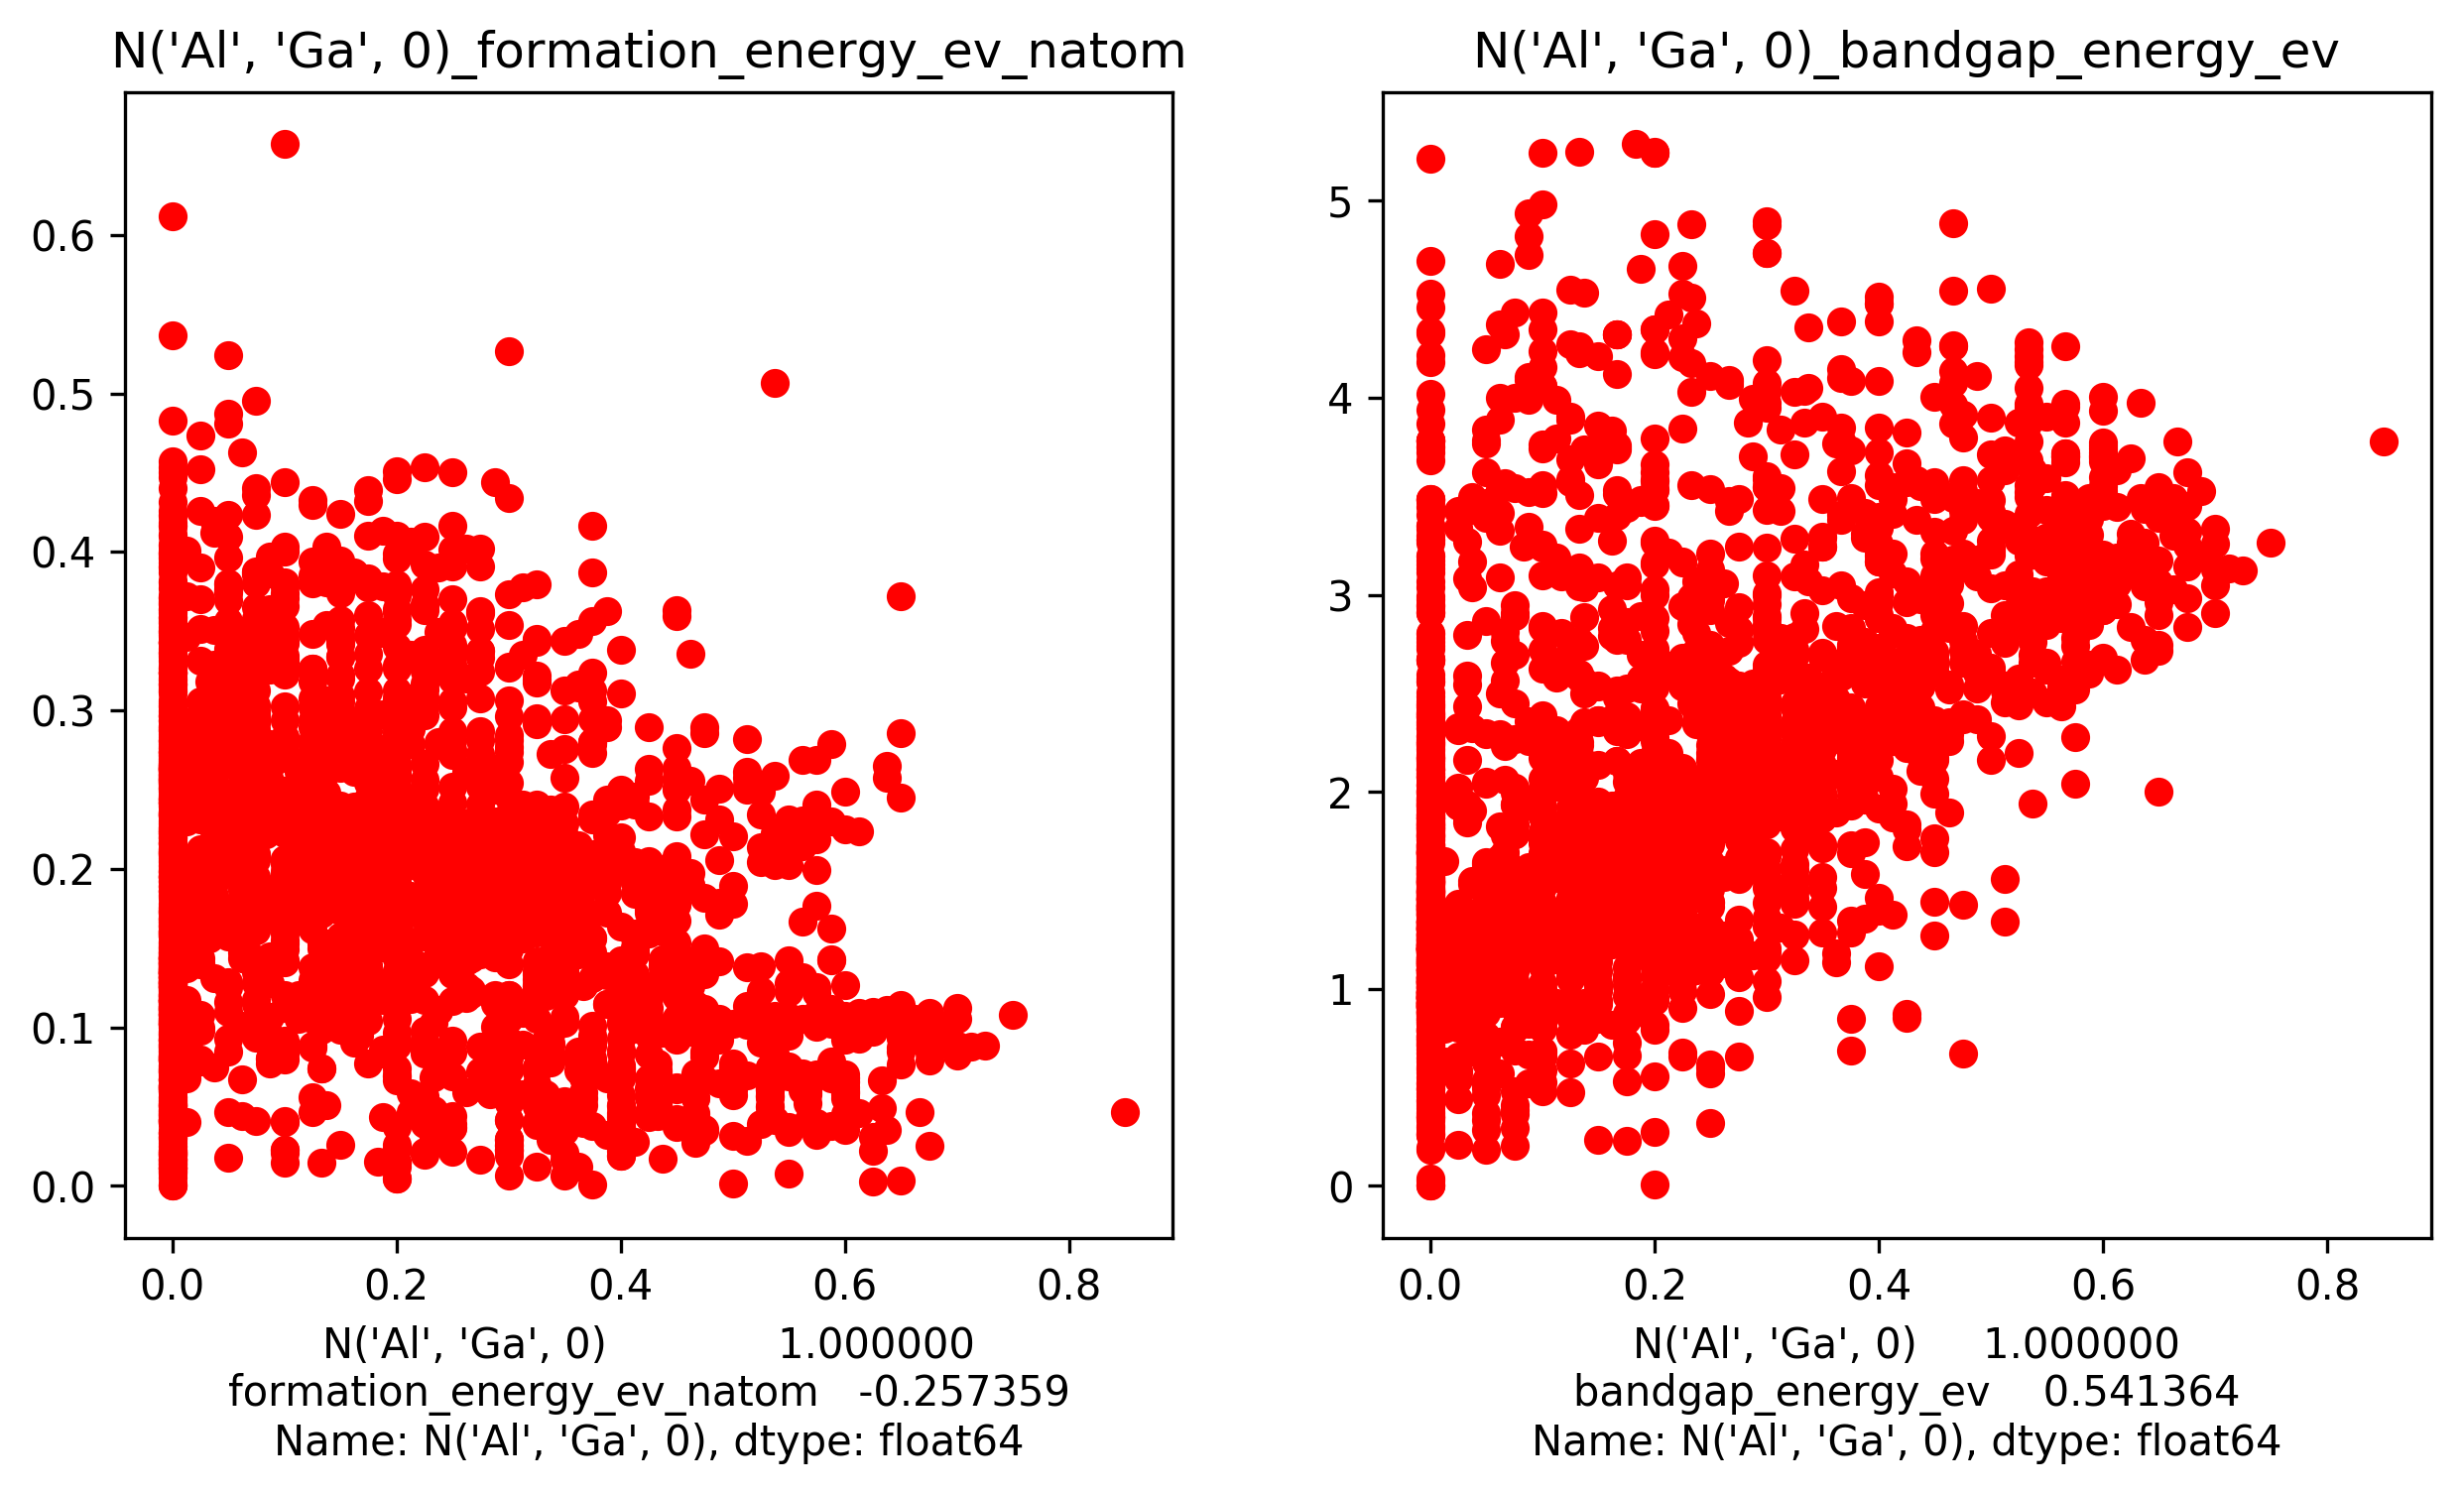 N('Al', 'Ga', 0)_formation_energy_ev_natom
0.6
0.5
0.4
0.3
0.2
0.1
0.0
0.0 0.2 0.4 0.6 0.8
N('Al', 'Ga', 0) 1.000000
formation_energy_ev_natom -0.257359
Name: N('Al', 'Ga', 0), dtype: float64
N('Al', 'Ga', 0)_bandgap_energy_ev
5
4
3
2
1
0
0.0 0.2 0.4 0.6 0.8
N('Al', 'Ga', 0) 1.000000
bandgap_energy_ev 0.541364
Name: N('Al', 'Ga', 0), dtype: float64